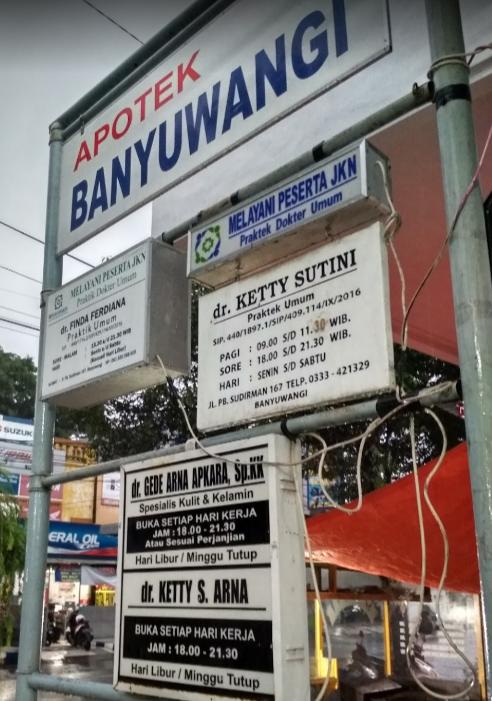 APOTEK
BANYUWANGI
MELAYANI PESERTA JKN
Praktek Dokter Umum
MELAYANI PESERTA JKN
Praktik Dokter Umum
dr. FINDA FERDIANA
Praktik Umum
dr. KETTY SUTINI
Praktek Umum
SIP. 440/1897.1/SIP/409.114/IX/2016
PAGI : 09.00 S/D 11.30 WIB.
SORE : 18.00 S/D 21.30 WIB.
HARI : SENIN S/D SABTU
JL. PB. SUDIRMAN 167 TELP. 0333 - 421329
BANYUWANGI
dr. GEDE ARNA APKARA, Sp.KK
Spesialis Kulit & Kelamin
BUKA SETIAP HARI KERJA
JAM : 18.00 - 21.30
Atau Sesuai Perjanjian
Hari Libur / Minggu Tutup
dr. KETTY S. ARNA
BUKA SETIAP HARI KERJA
JAM : 18.00 - 21.30
Hari Libur / Minggu Tutup
SUZUK
ERAL OIL